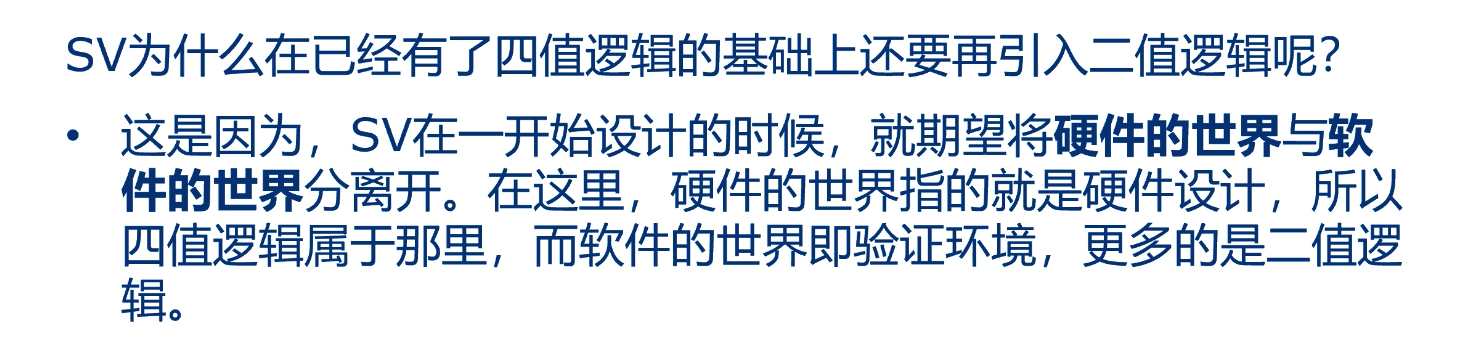 SV为什么在已经有了四值逻辑的基础上还要再引入二值逻辑呢？
• 这是因为，SV在一开始设计的时候，就期望将硬件的世界与软
件的世界分离开。在这里，硬件的世界指的就是硬件设计，所以
四值逻辑属于那里，而软件的世界即验证环境，更多的是二值逻
辑。